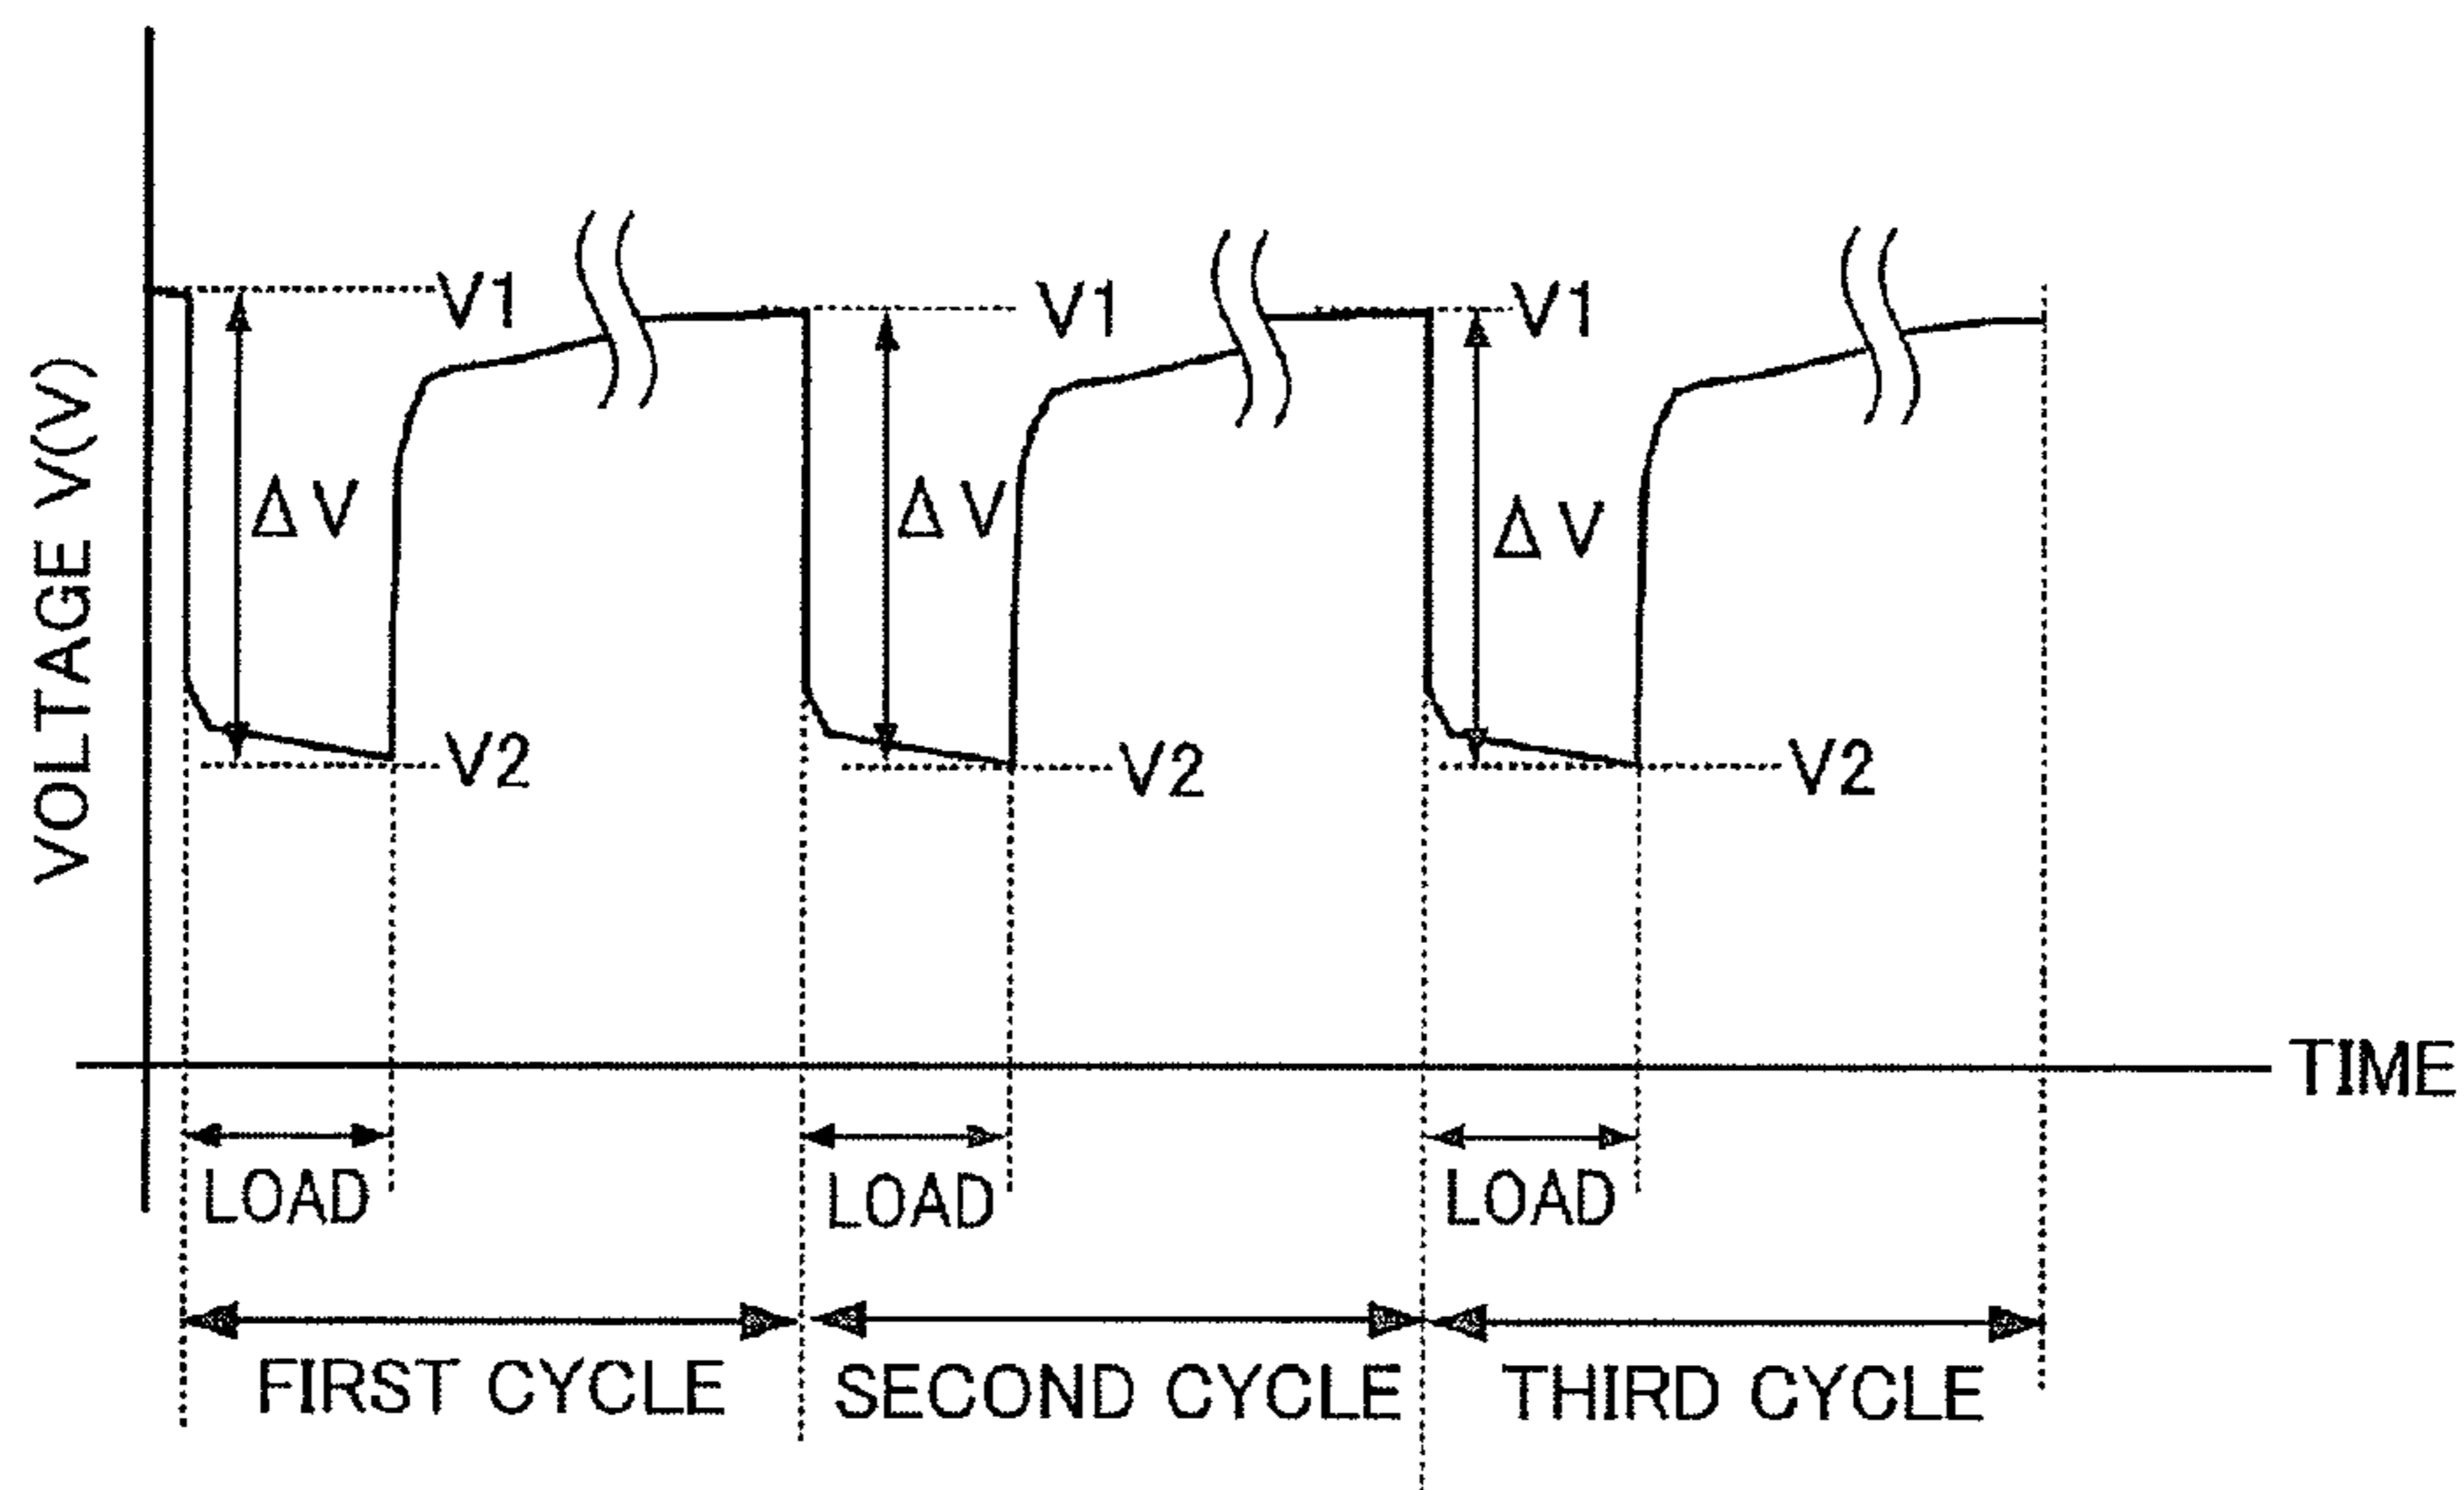 VOLTAGE V(V)
V1
V1
V1
ΔV
ΔV
ΔV
V2
V2
V2
TIME
LOAD
LOAD
LOAD
FIRST CYCLE
SECOND CYCLE
THIRD CYCLE